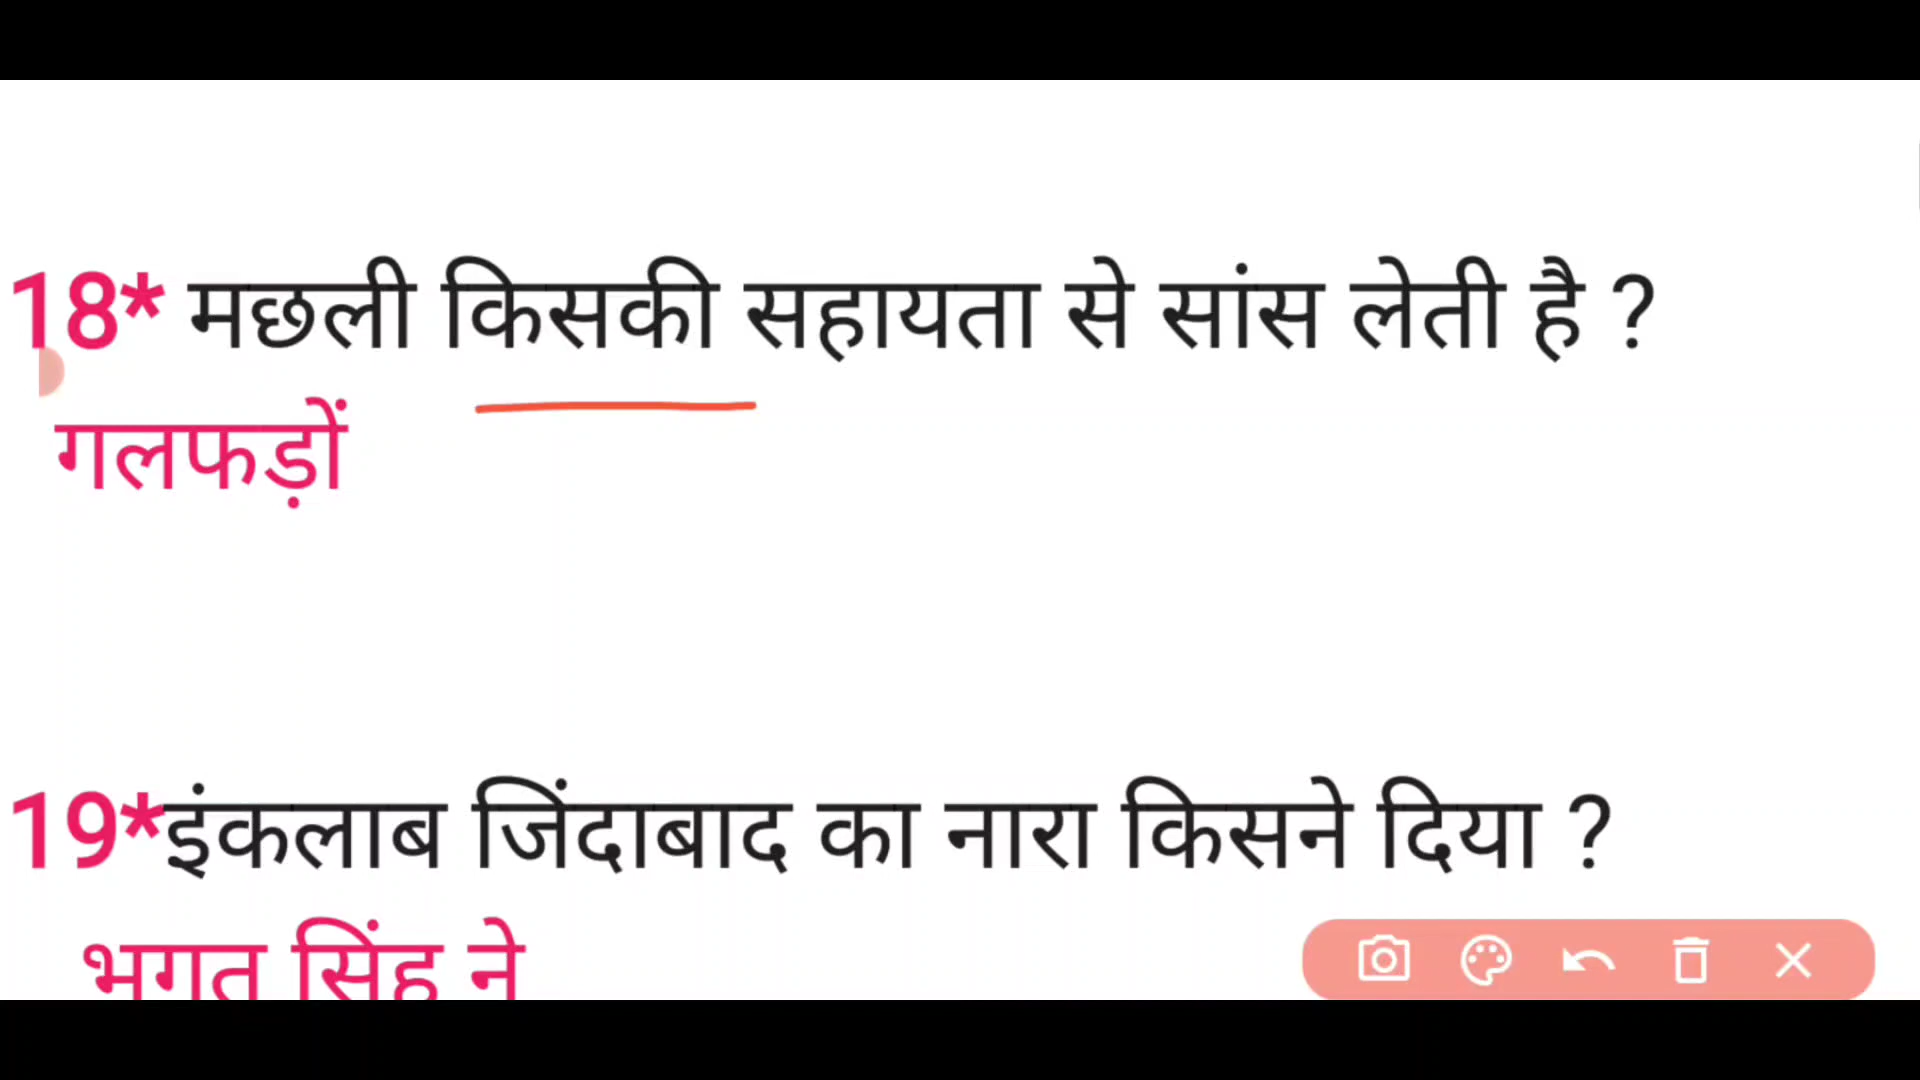 18* मछली किसकी सहायता से सांस लेती है ?
गलफड़ों
19*इंकलाब जिंदाबाद का नारा किसने दिया ?
भगत सिंह ने